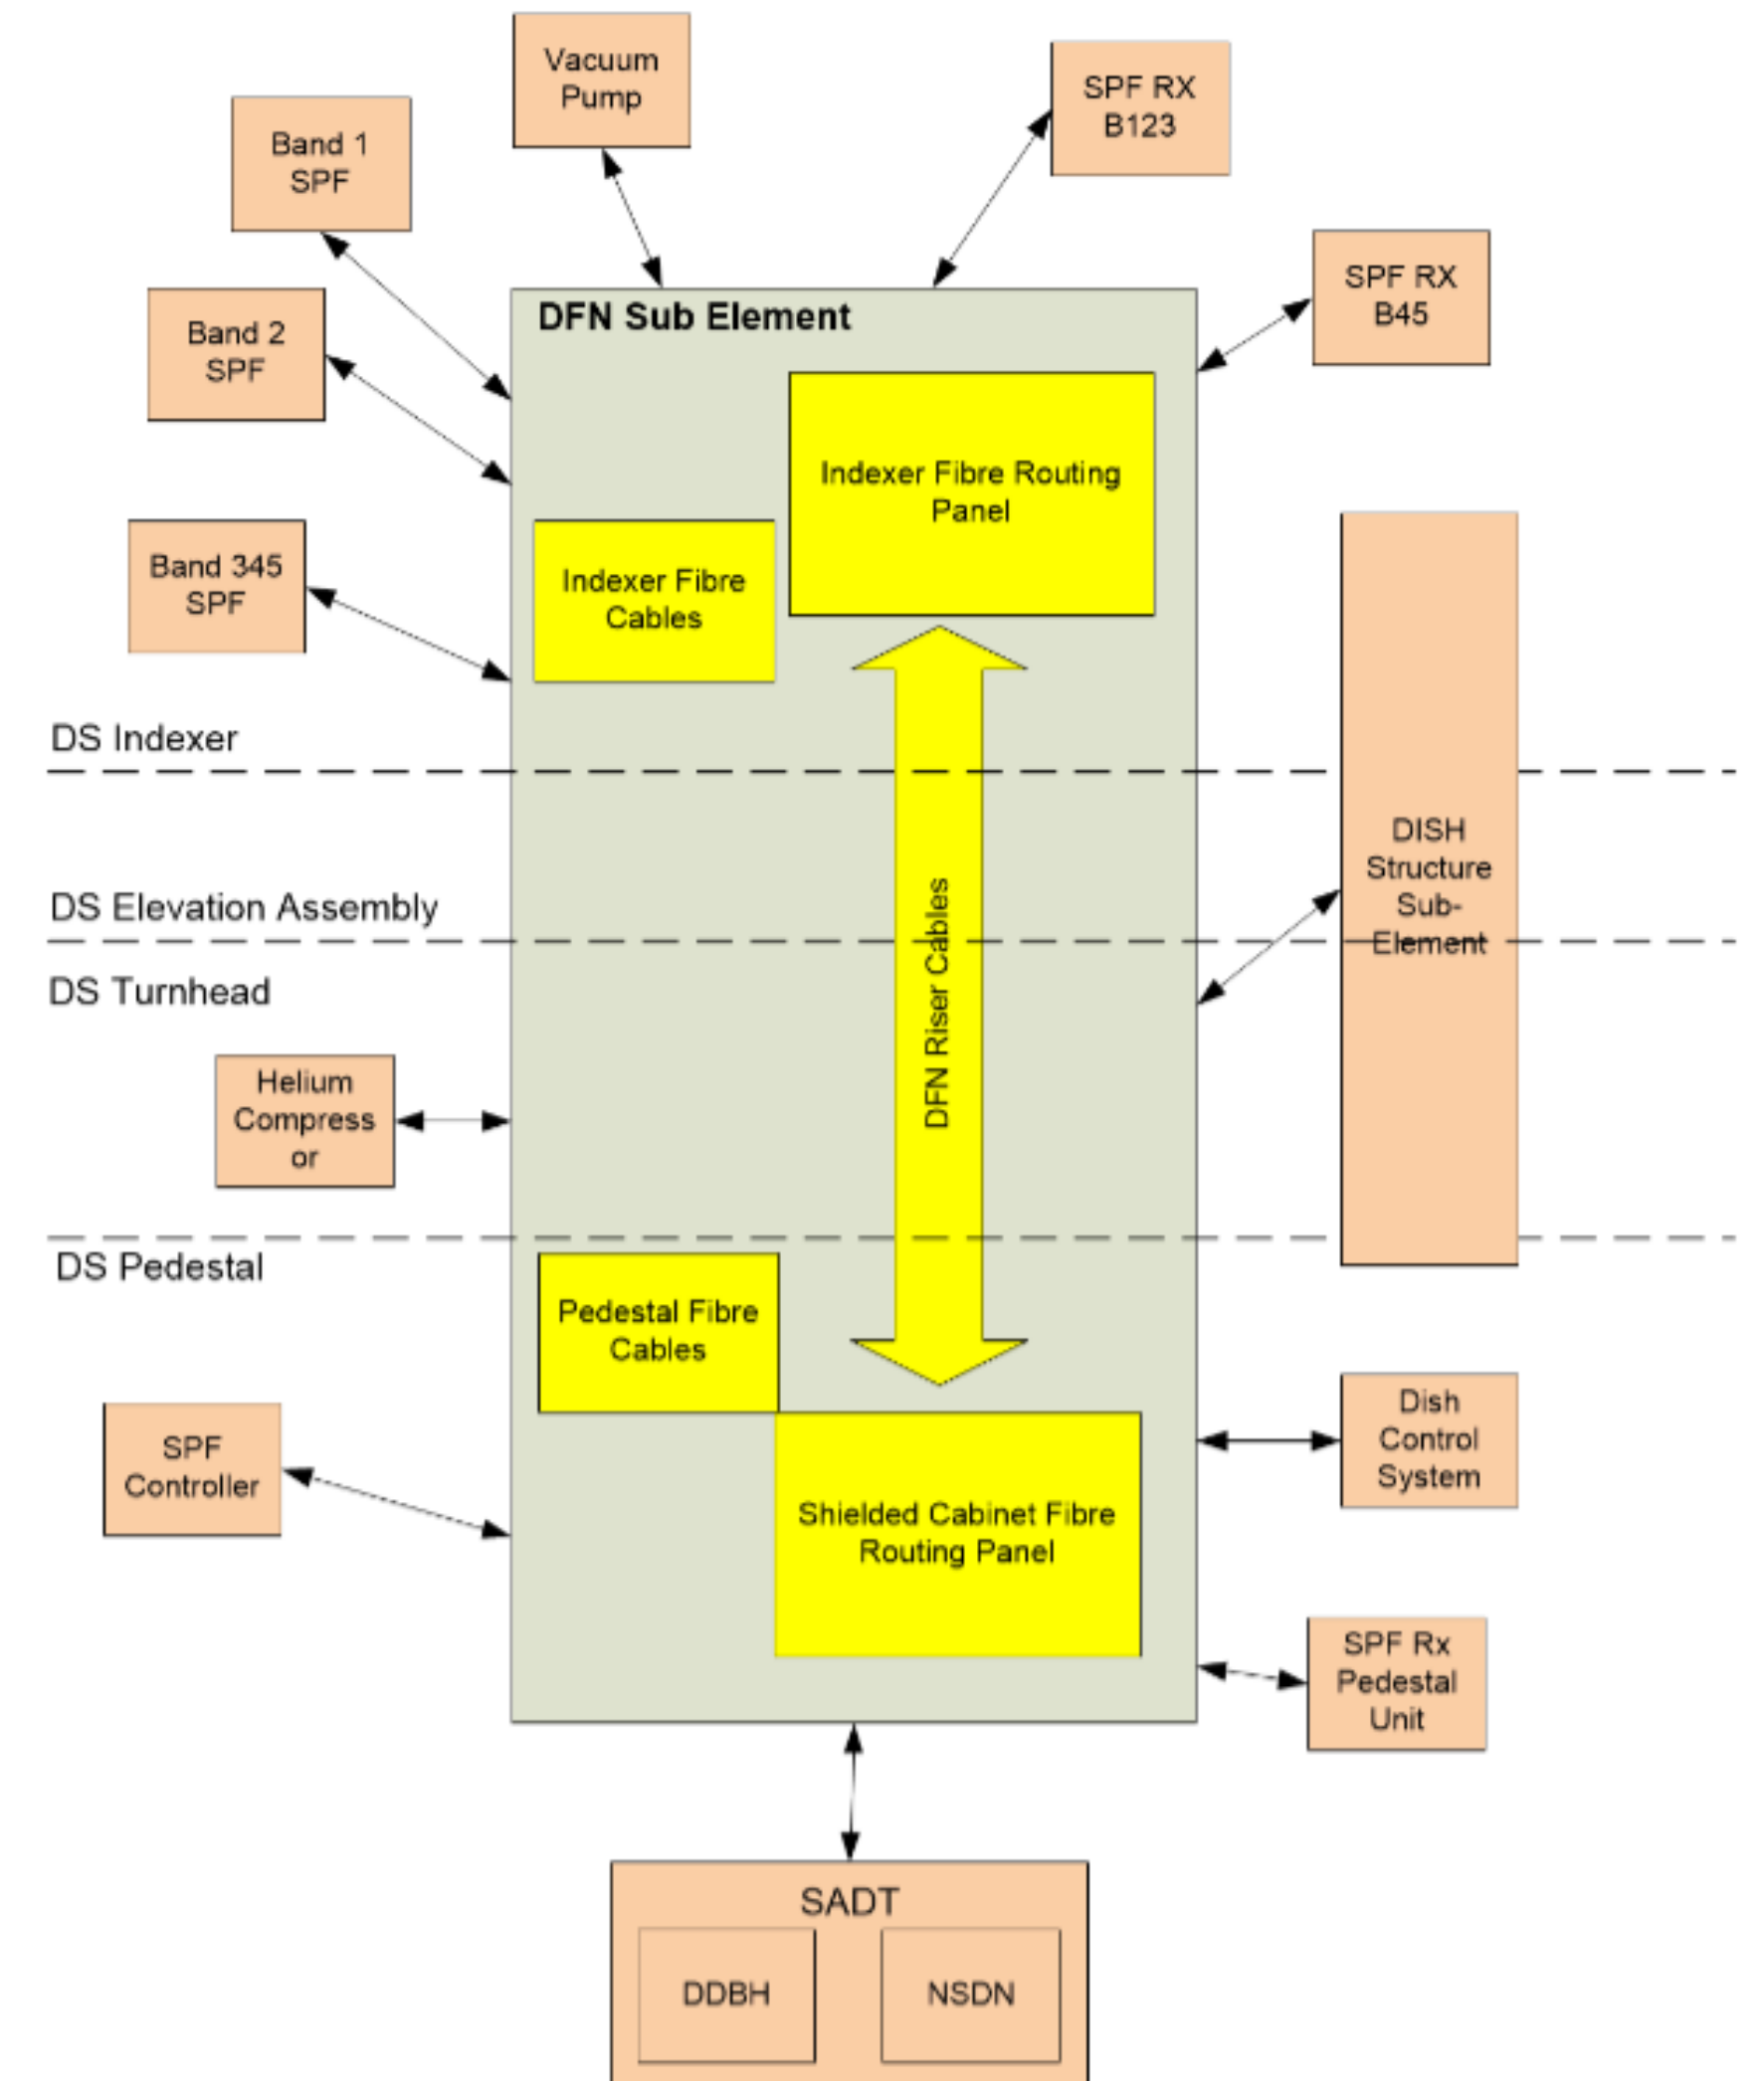 Vacuum
Pump
SPF RX
B123
Band 1
SPF
SPF RX
B45
Band 2
SPF
DFN Sub Element
Indexer Fibre Routing
Panel
Band 345
SPF
Indexer Fibre
Cables
DS Indexer
DISH
Structure
Sub-
Element
DS Elevation Assembly
DFN Riser Cables
DS Turnhead
Helium
Compress
or
DS Pedestal
Pedestal Fibre
Cables
Dish
Control
System
SPF
Controller
Shielded Cabinet Fibre
Routing Panel
SPF Rx
Pedestal
Unit
SADT
DDBH
NSDN